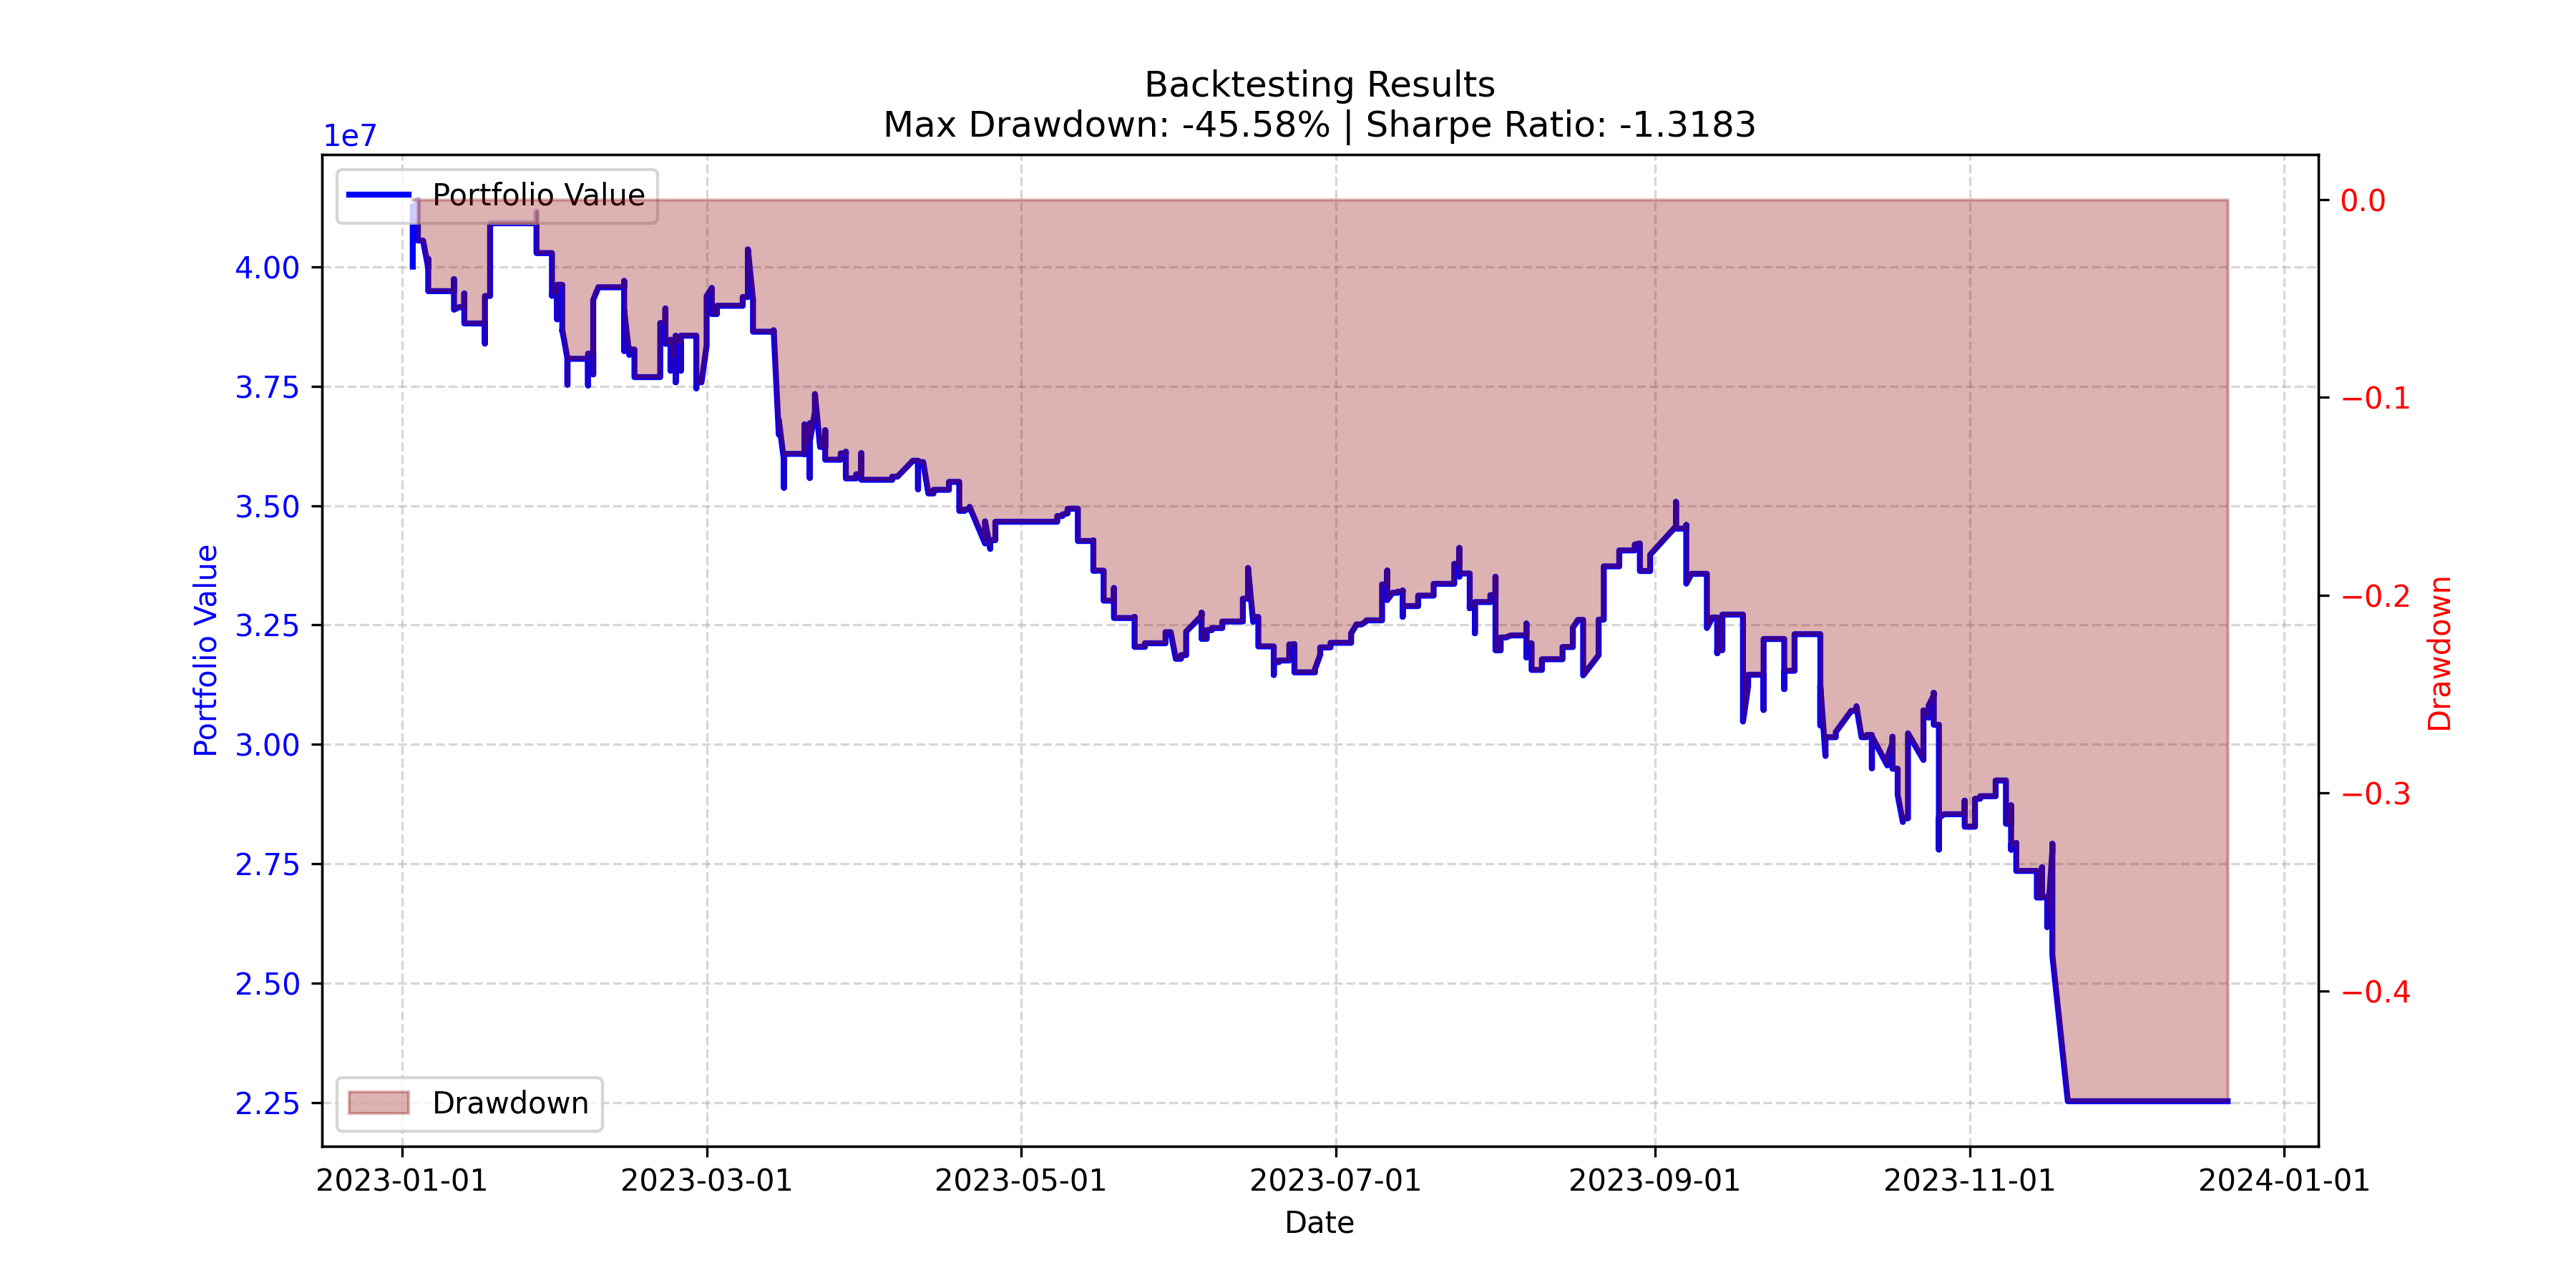 Backtesting Results
Max Drawdown: -45.58% | Sharpe Ratio: -1.3183
1e7
Portfolio Value
4.00
3.75
3.50
3.25
3.00
2.75
2.50
2.25
Portfolio Value
0.0
−0.1
−0.2
−0.3
−0.4
Drawdown
Drawdown
2023-01-01
2023-03-01
2023-05-01
2023-07-01
2023-09-01
2023-11-01
2024-01-01
Date